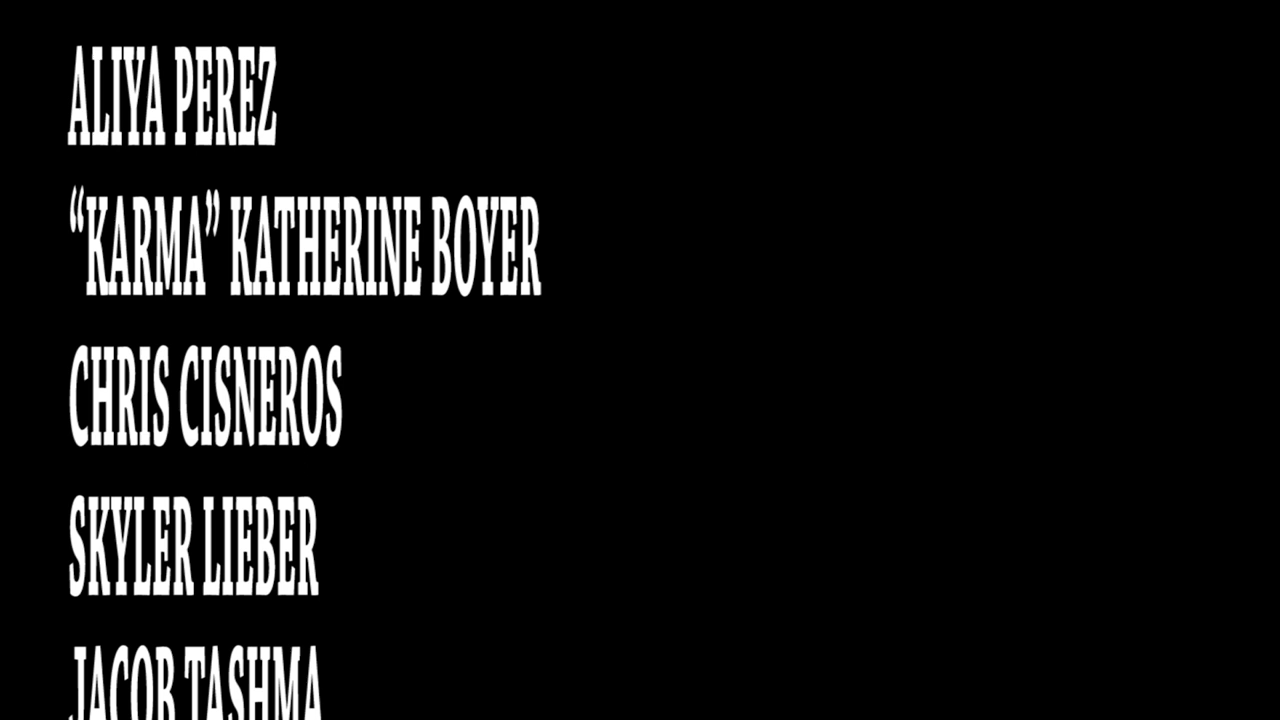 ALIYA PEREZ
“KARMA” KATHERINE BOYER
CHRIS CISNEROS
SKYLER LIEBER
JACOB TASHMA